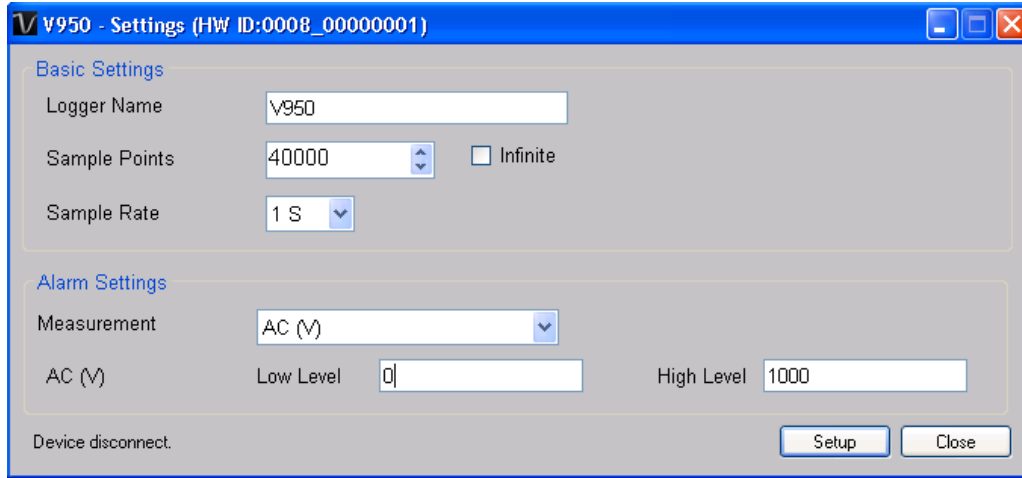 V950 - Settings (HW ID:0008_00000001)
Basic Settings
Logger Name V950
Sample Points 40000 Infinite
Sample Rate 1 S
Alarm Settings
Measurement AC (V)
AC (V) Low Level 0 High Level 1000
Device disconnect. Setup Close